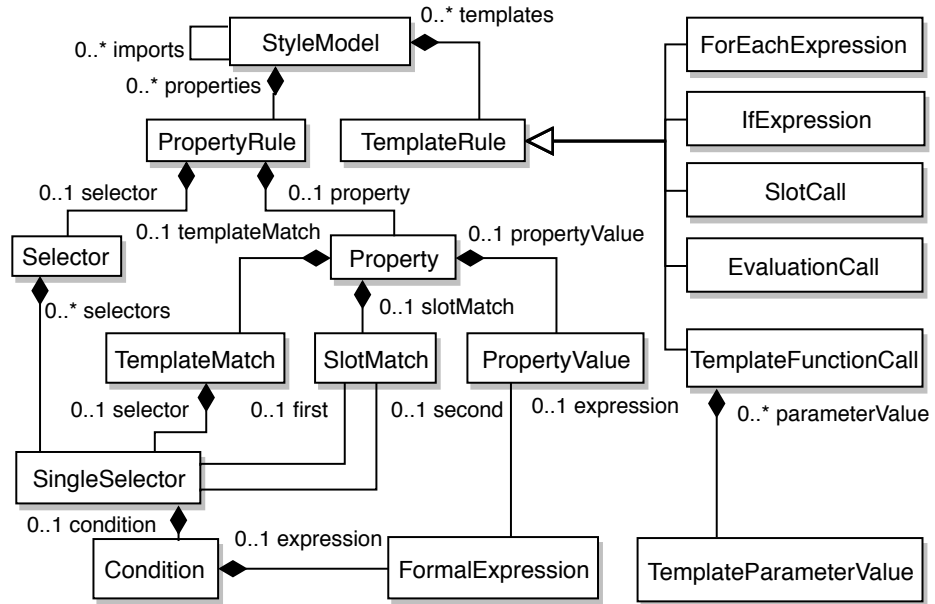 0..* templates
StyleModel
ForEachExpression
0..* imports
0..* properties
IfExpression
PropertyRule
TemplateRule
0..1 selector
0..1 property
SlotCall
0..1 templateMatch
0..1 propertyValue
Selector
Property
EvaluationCall
0..* selectors
0..1 slotMatch
TemplateMatch
SlotMatch
PropertyValue
TemplateFunctionCall
0..1 selector
0..1 first
0..1 second
0..1 expression
0..* parameterValue
SingleSelector
0..1 condition
0..1 expression
Condition
FormalExpression
TemplateParameterValue